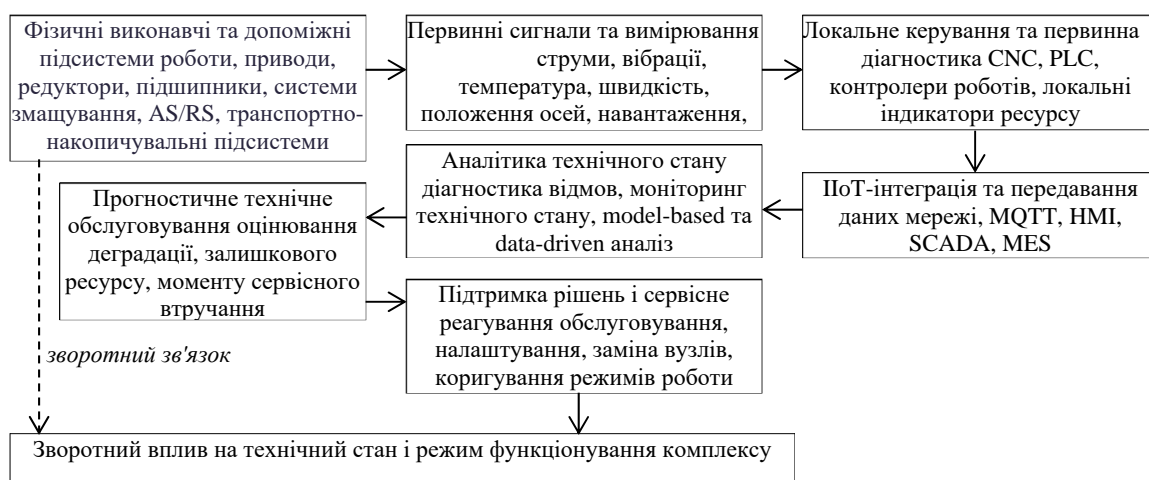 Фізичні виконавчі та допоміжні
підсистеми роботи, приводи,
редуктори, підшипники, системи
змащування, AS/RS, транспортно-
накопичувальні підсистеми
Первинні сигнали та вимірювання
струми, вібрації,
температура, швидкість,
положення осей, навантаження,
Локальне керування та первинна
діагностика CNC, PLC,
контролери роботів, локальні
індикатори ресурсу
ІІоТ-інтеграція та передавання
даних мережі, MQTT, HMI,
SCADA, MES
Аналітика технічного стану
діагностика відмов, моніторинг
технічного стану, model-based та
data-driven аналіз
Прогностичне технічне
обслуговування оцінювання
деградації, залишкового
ресурсу, моменту сервісного
втручання
Підтримка рішень і сервісне
реагування обслуговування,
налаштування, заміна вузлів,
коригування режимів роботи
зворотний зв'язок
Зворотний вплив на технічний стан і режим функціонування комплексу